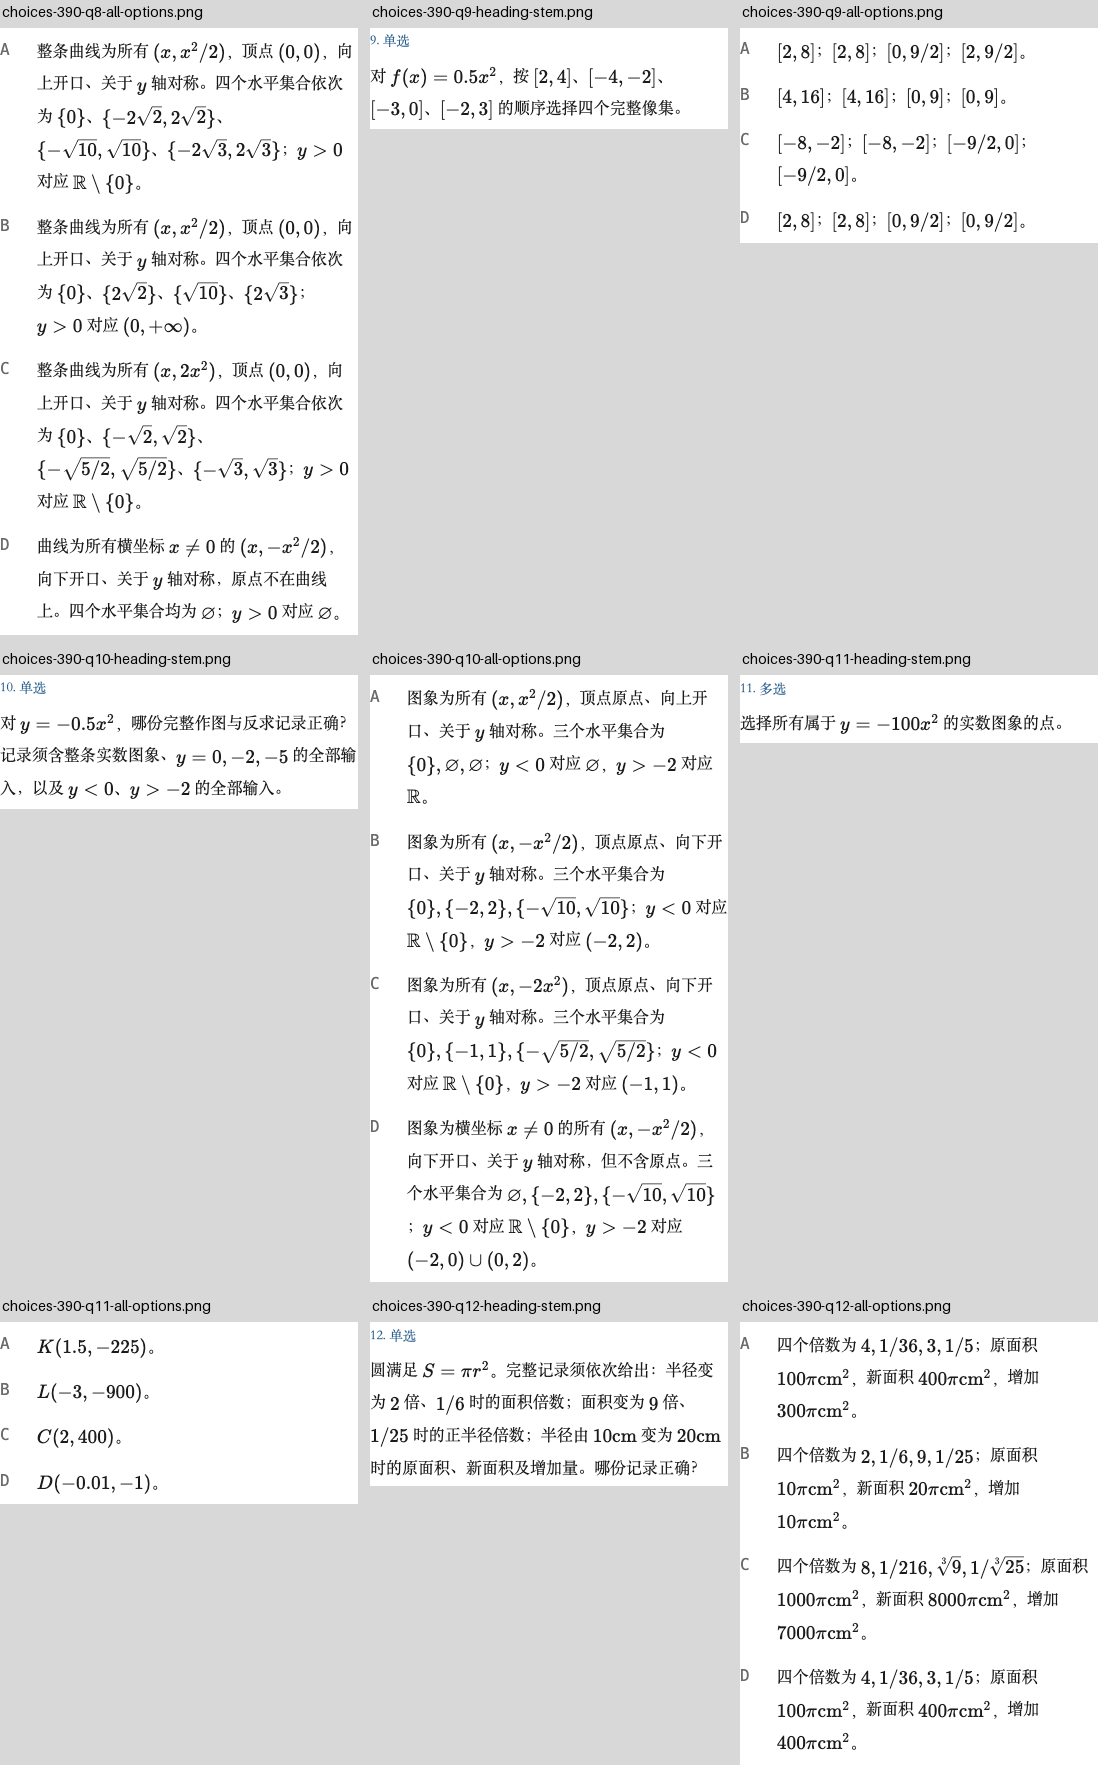 choices-390-q8-all-options.png
A 整条曲线为所有 (x, x²/2)，顶点 (0, 0)，向
上开口、关于 y 轴对称。四个水平集合依次
为 {0}、{−2√2, 2√2}、
{−√10, √10}、{−2√3, 2√3}；y > 0
对应 ℝ \ {0}。
B 整条曲线为所有 (x, x²/2)，顶点 (0, 0)，向
上开口、关于 y 轴对称。四个水平集合依次
为 {0}、{2√2}、{√10}、{2√3}；
y > 0 对应 (0, +∞)。
C 整条曲线为所有 (x, 2x²)，顶点 (0, 0)，向
上开口、关于 y 轴对称。四个水平集合依次
为 {0}、{−√2, √2}、
{−√(5/2), √(5/2)}、{−√3, √3}；y > 0
对应 ℝ \ {0}。
D 曲线为所有横坐标 x ≠ 0 的 (x, −x²/2)，
向下开口、关于 y 轴对称，原点不在曲线
上。四个水平集合均为 ∅；y > 0 对应 ∅。
choices-390-q9-heading-stem.png
9. 单选
对 f(x) = 0.5x²，按 [2, 4]、[−4, −2]、
[−3, 0]、[−2, 3] 的顺序选择四个完整像集。
choices-390-q9-all-options.png
A [2, 8]；[2, 8]；[0, 9/2]；[2, 9/2]。
B [4, 16]；[4, 16]；[0, 9]；[0, 9]。
C [−8, −2]；[−8, −2]；[−9/2, 0]；
[−9/2, 0]。
D [2, 8]；[2, 8]；[0, 9/2]；[0, 9/2]。
choices-390-q10-heading-stem.png
10. 单选
对 y = −0.5x²，哪份完整作图与反求记录正确?
记录须含整条实数图象、y = 0, −2, −5 的全部输
入，以及 y < 0、y > −2 的全部输入。
choices-390-q10-all-options.png
A 图象为所有 (x, x²/2)，顶点原点、向上开
口、关于 y 轴对称。三个水平集合为
{0}, ∅, ∅；y < 0 对应 ∅，y > −2 对应
ℝ。
B 图象为所有 (x, −x²/2)，顶点原点、向下开
口、关于 y 轴对称。三个水平集合为
{0}, {−2, 2}, {−√10, √10}；y < 0 对应
ℝ \ {0}，y > −2 对应 (−2, 2)。
C 图象为所有 (x, −2x²)，顶点原点、向下开
口、关于 y 轴对称。三个水平集合为
{0}, {−1, 1}, {−√(5/2), √(5/2)}；y < 0
对应 ℝ \ {0}，y > −2 对应 (−1, 1)。
D 图象为横坐标 x ≠ 0 的所有 (x, −x²/2)，
向下开口、关于 y 轴对称，但不含原点。三
个水平集合为 ∅, {−2, 2}, {−√10, √10}
；y < 0 对应 ℝ \ {0}，y > −2 对应
(−2, 0) ∪ (0, 2)。
choices-390-q11-heading-stem.png
11. 多选
选择所有属于 y = −100x² 的实数图象的点。
choices-390-q11-all-options.png
A K(1.5, −225)。
B L(−3, −900)。
C C(2, 400)。
D D(−0.01, −1)。
choices-390-q12-heading-stem.png
12. 单选
圆满足 S = πr²。完整记录须依次给出：半径变
为 2 倍、1/6 时的面积倍数；面积变为 9 倍、
1/25 时的正半径倍数；半径由 10cm 变为 20cm
时的原面积、新面积及增加量。哪份记录正确?
choices-390-q12-all-options.png
A 四个倍数为 4, 1/36, 3, 1/5；原面积
100πcm²，新面积 400πcm²，增加
300πcm²。
B 四个倍数为 2, 1/6, 9, 1/25；原面积
10πcm²，新面积 20πcm²，增加
10πcm²。
C 四个倍数为 8, 1/216, ∛9, 1/∛25；原面积
1000πcm²，新面积 8000πcm²，增加
7000πcm²。
D 四个倍数为 4, 1/36, 3, 1/5；原面积
100πcm²，新面积 400πcm²，增加
400πcm²。